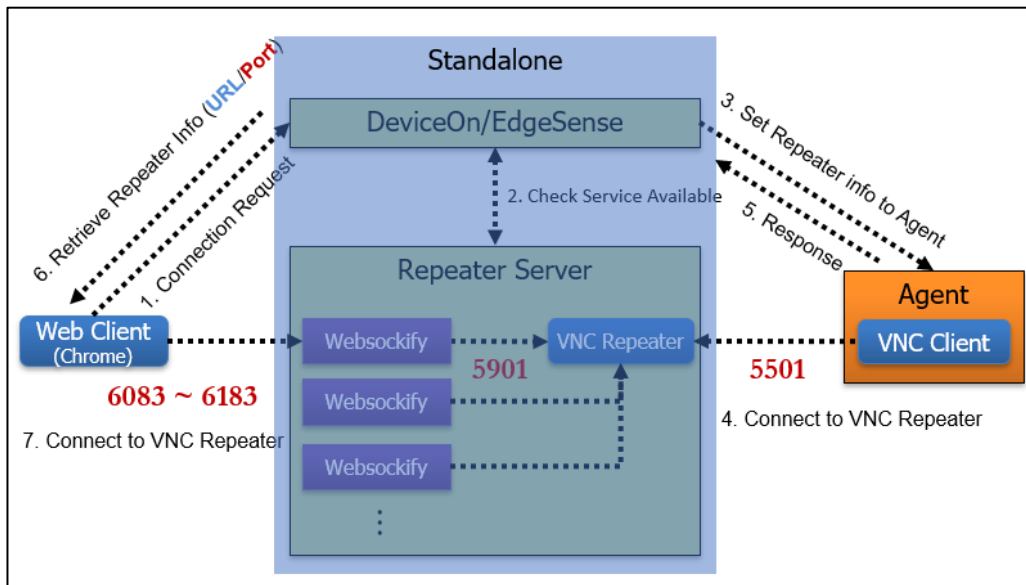 Standalone
DeviceOn/EdgeSense
6. Retrieve Repeater Info (URL/Port)
1. Connection Request
2. Check Service Available
3. Set Repeater info to Agent
5. Response
Repeater Server
Agent
Web Client
(Chrome)
Websockify
5901
VNC Repeater
5501
VNC Client
6083 ~ 6183
Websockify
4. Connect to VNC Repeater
7. Connect to VNC Repeater
Websockify